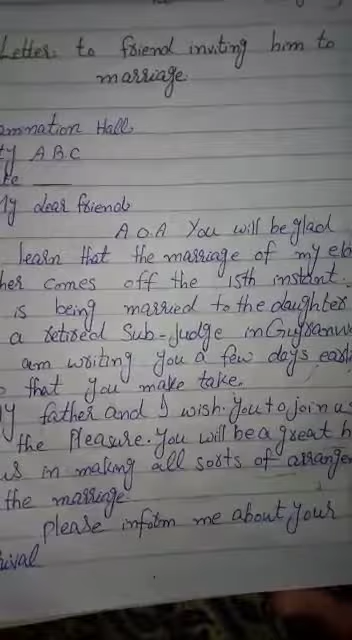 Letter to friend inviting him to
marriage
amination Hall
ty A.B.C
te
My dear friend
A O A You will be glad
learn that the marriage of my elo
her comes off the 15th instant.
is being married to the daughter
a retired Sub-Judge in Gujranw
am writing you a few days earl
that you make take.
y father and I wish you to join us
the Pleasure. You will be a great h
us in making all sorts of arrange
the marriage
please inform me about your
rival